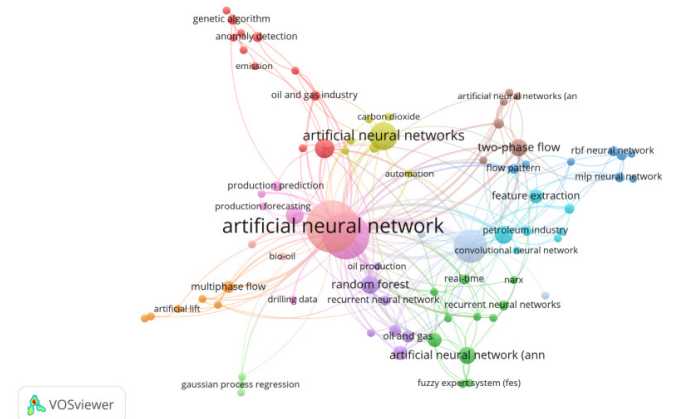 genetic algorithm
anomaly detection
emission
oil and gas industry
artificial neural networks (an
carbon dioxide
artificial neural networks
two-phase flow
rbf neural network
flow pattern
automation
mlp neural network
production prediction
feature extraction
production forecasting
artificial neural network
petroleum industry
convolutional neural network
bio-oil
oil production
real-time
narx
random forest
multiphase flow
drilling data
recurrent neural network
recurrent neural networks
artificial lift
oil and gas
artificial neural network (ann
gaussian process regression
fuzzy expert system (fes)
VOSviewer